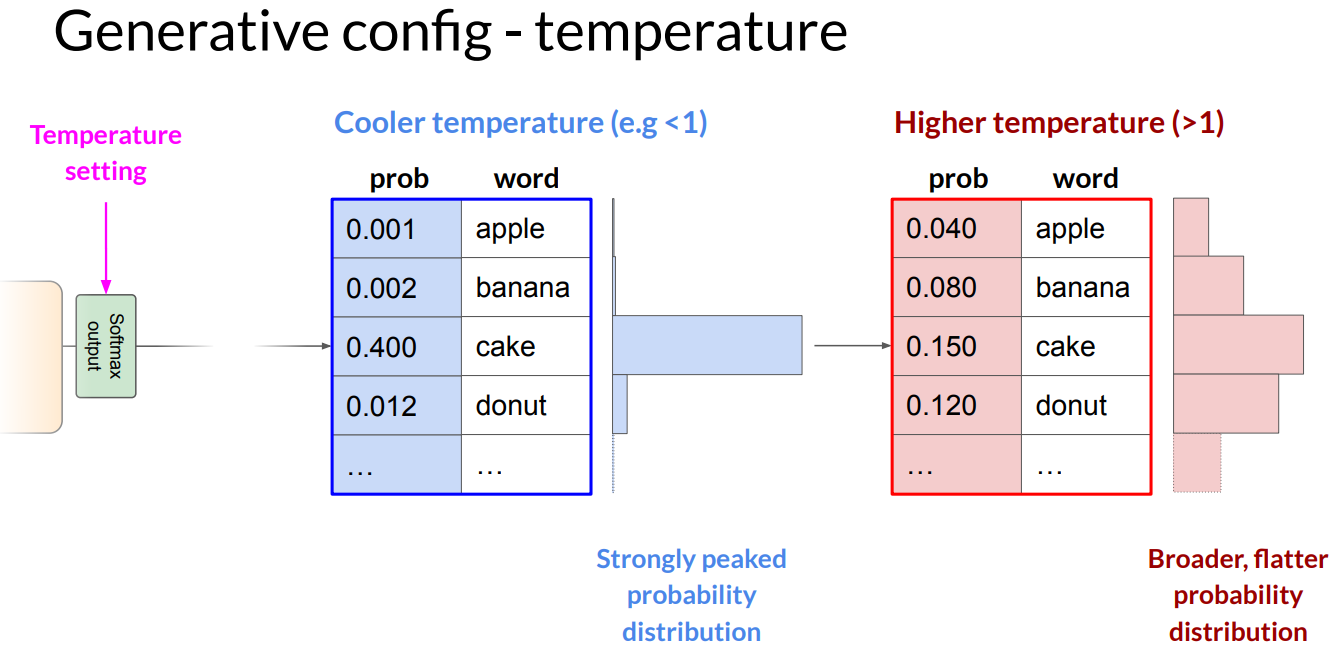 Generative config - temperature
Temperature
setting
Softmax
output
Cooler temperature (e.g <1)
prob word
0.001 apple
0.002 banana
0.400 cake
0.012 donut
... ...
Strongly peaked
probability
distribution
Higher temperature (>1)
prob word
0.040 apple
0.080 banana
0.150 cake
0.120 donut
... ...
Broader, flatter
probability
distribution